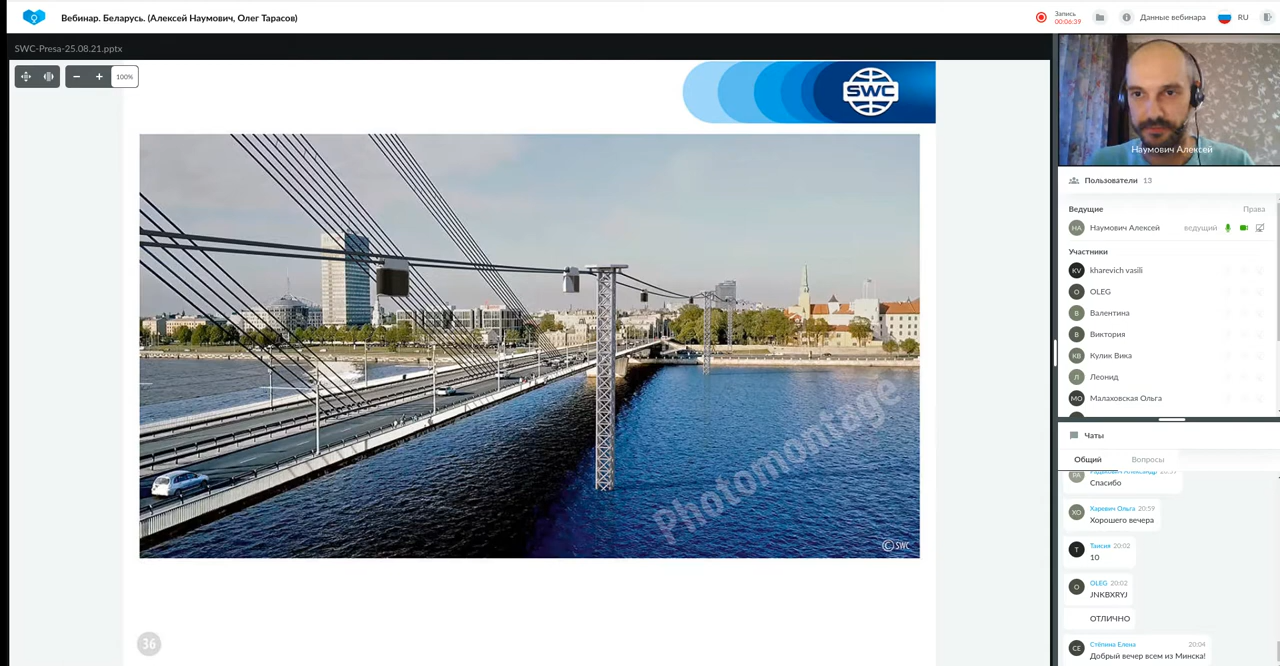 Вебинар. Беларусь. (Алексей Наумович, Олег Тарасов)
Запись
00:06:39
Данные вебинара
RU
SWC-Presa-25.08.21.pptx
100%
SWC
photomontage
© SWC
36
Наумович Алексей
Пользователи 13
Ведущие Права
НА Наумович Алексей ведущий
Участники
KV kharevich vasili
O OLEG
В Валентина
В Виктория
КВ Кулик Вика
Л Леонид
МО Малаховская Ольга
Чаты
Общий Вопросы
Спасибо
ХО Харевич Ольга 20:59
Хорошего вечера
Т Таисия 20:02
10
O OLEG 20:02
JNKBXRYJ
ОТЛИЧНО
СЕ Стёпина Елена 20:04
Добрый вечер всем из Минска!